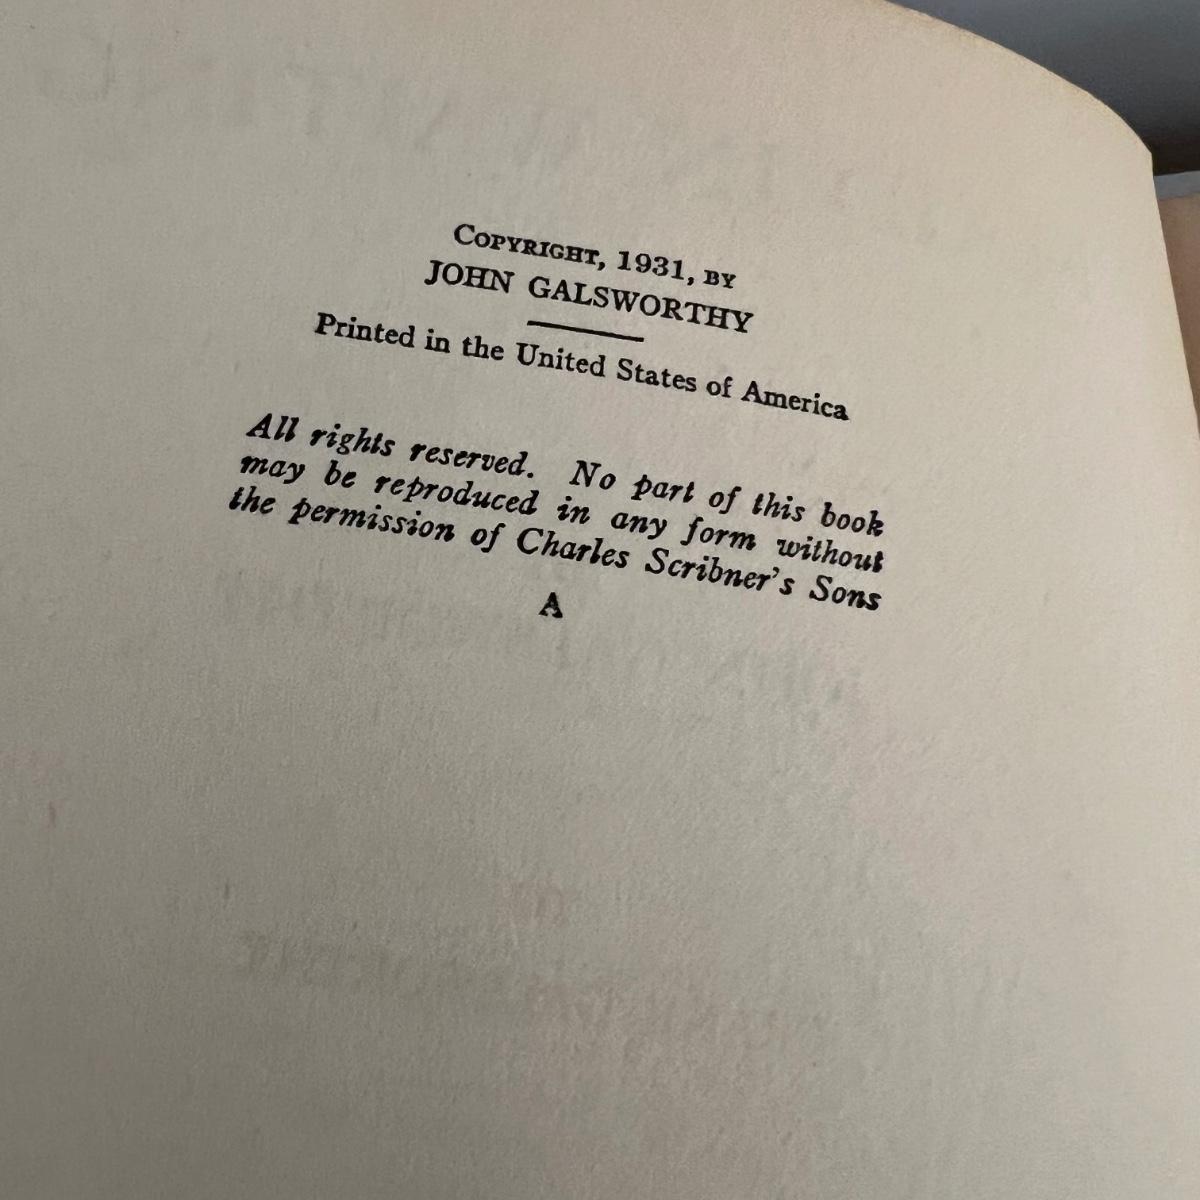 COPYRIGHT, 1931, BY
JOHN GALSWORTHY
Printed in the United States of America
All rights reserved. No part of this book
may be reproduced in any form without
the permission of Charles Scribner's Sons
A